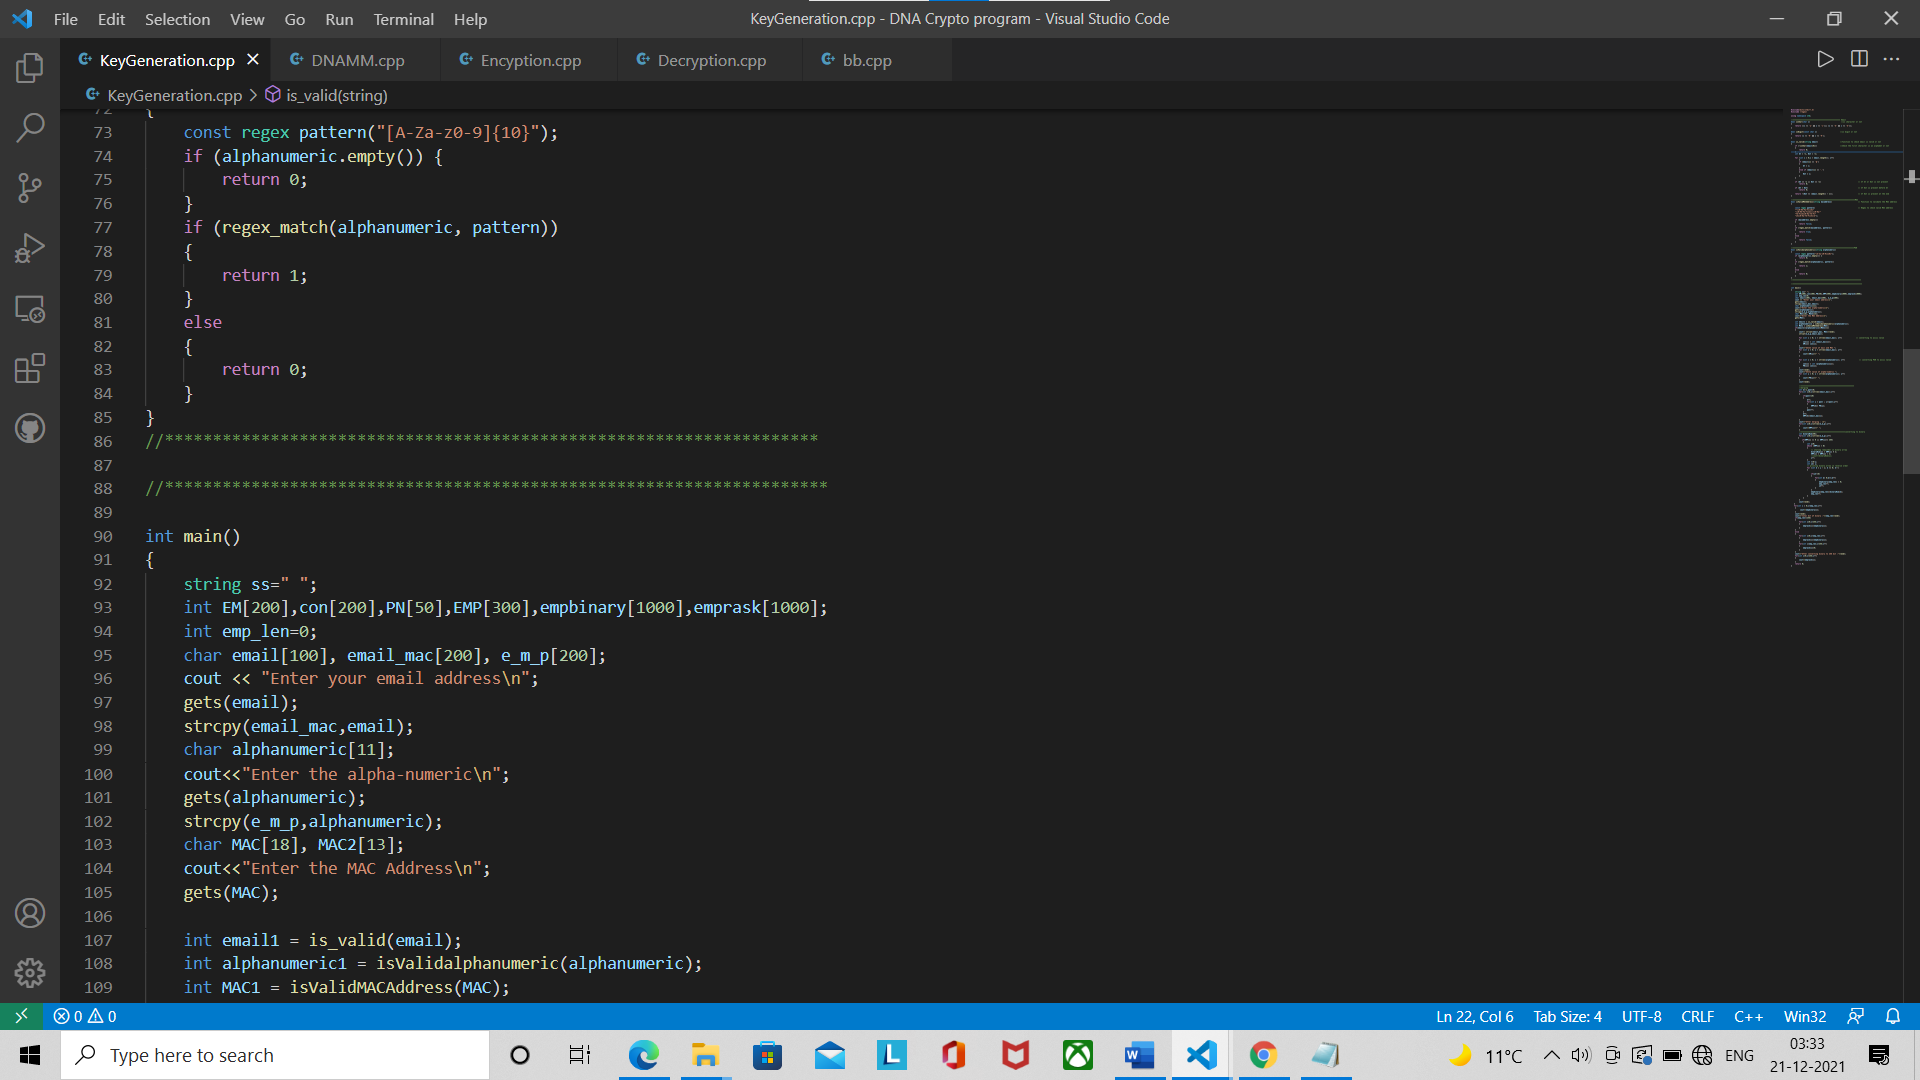 File Edit Selection View Go Run Terminal Help
KeyGeneration.cpp - DNA Crypto program - Visual Studio Code
KeyGeneration.cpp DNAMM.cpp Encyption.cpp Decryption.cpp bb.cpp
KeyGeneration.cpp > is_valid(string)
72 {
73 const regex pattern("[A-Za-z0-9]{10}");
74 if (alphanumeric.empty()) {
75 return 0;
76 }
77 if (regex_match(alphanumeric, pattern))
78 {
79 return 1;
80 }
81 else
82 {
83 return 0;
84 }
85 }
86 //********************************************************************
87
88 //*********************************************************************
89
90 int main()
91 {
92 string ss=" ";
93 int EM[200],con[200],PN[50],EMP[300],empbinary[1000],emprask[1000];
94 int emp_len=0;
95 char email[100], email_mac[200], e_m_p[200];
96 cout << "Enter your email address\n";
97 gets(email);
98 strcpy(email_mac,email);
99 char alphanumeric[11];
100 cout<<"Enter the alpha-numeric\n";
101 gets(alphanumeric);
102 strcpy(e_m_p,alphanumeric);
103 char MAC[18], MAC2[13];
104 cout<<"Enter the MAC Address\n";
105 gets(MAC);
106
107 int email1 = is_valid(email);
108 int alphanumeric1 = isValidalphanumeric(alphanumeric);
109 int MAC1 = isValidMACAddress(MAC);
0 0
Ln 22, Col 6 Tab Size: 4 UTF-8 CRLF C++ Win32
Type here to search
11°C ENG
03:33
21-12-2021